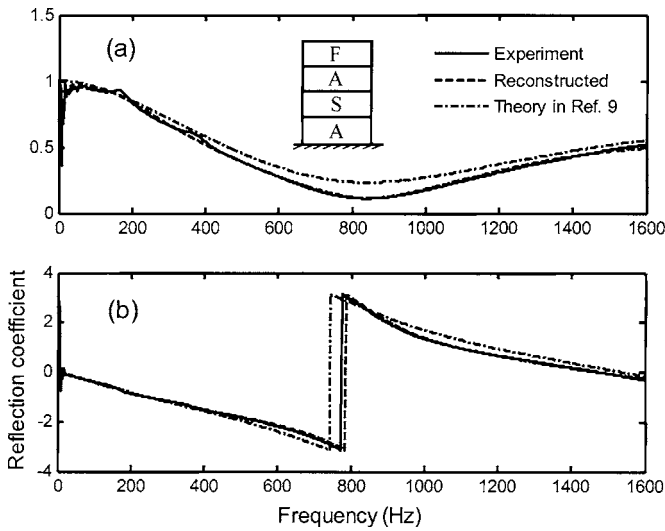 (a)
F
A
S
A
Experiment
Reconstructed
Theory in Ref. 9
1.5
1
0.5
0
0 200 400 600 800 1000 1200 1400 1600
(b)
4
2
0
-2
-4
0 200 400 600 800 1000 1200 1400 1600
Reflection coefficient
Frequency (Hz)